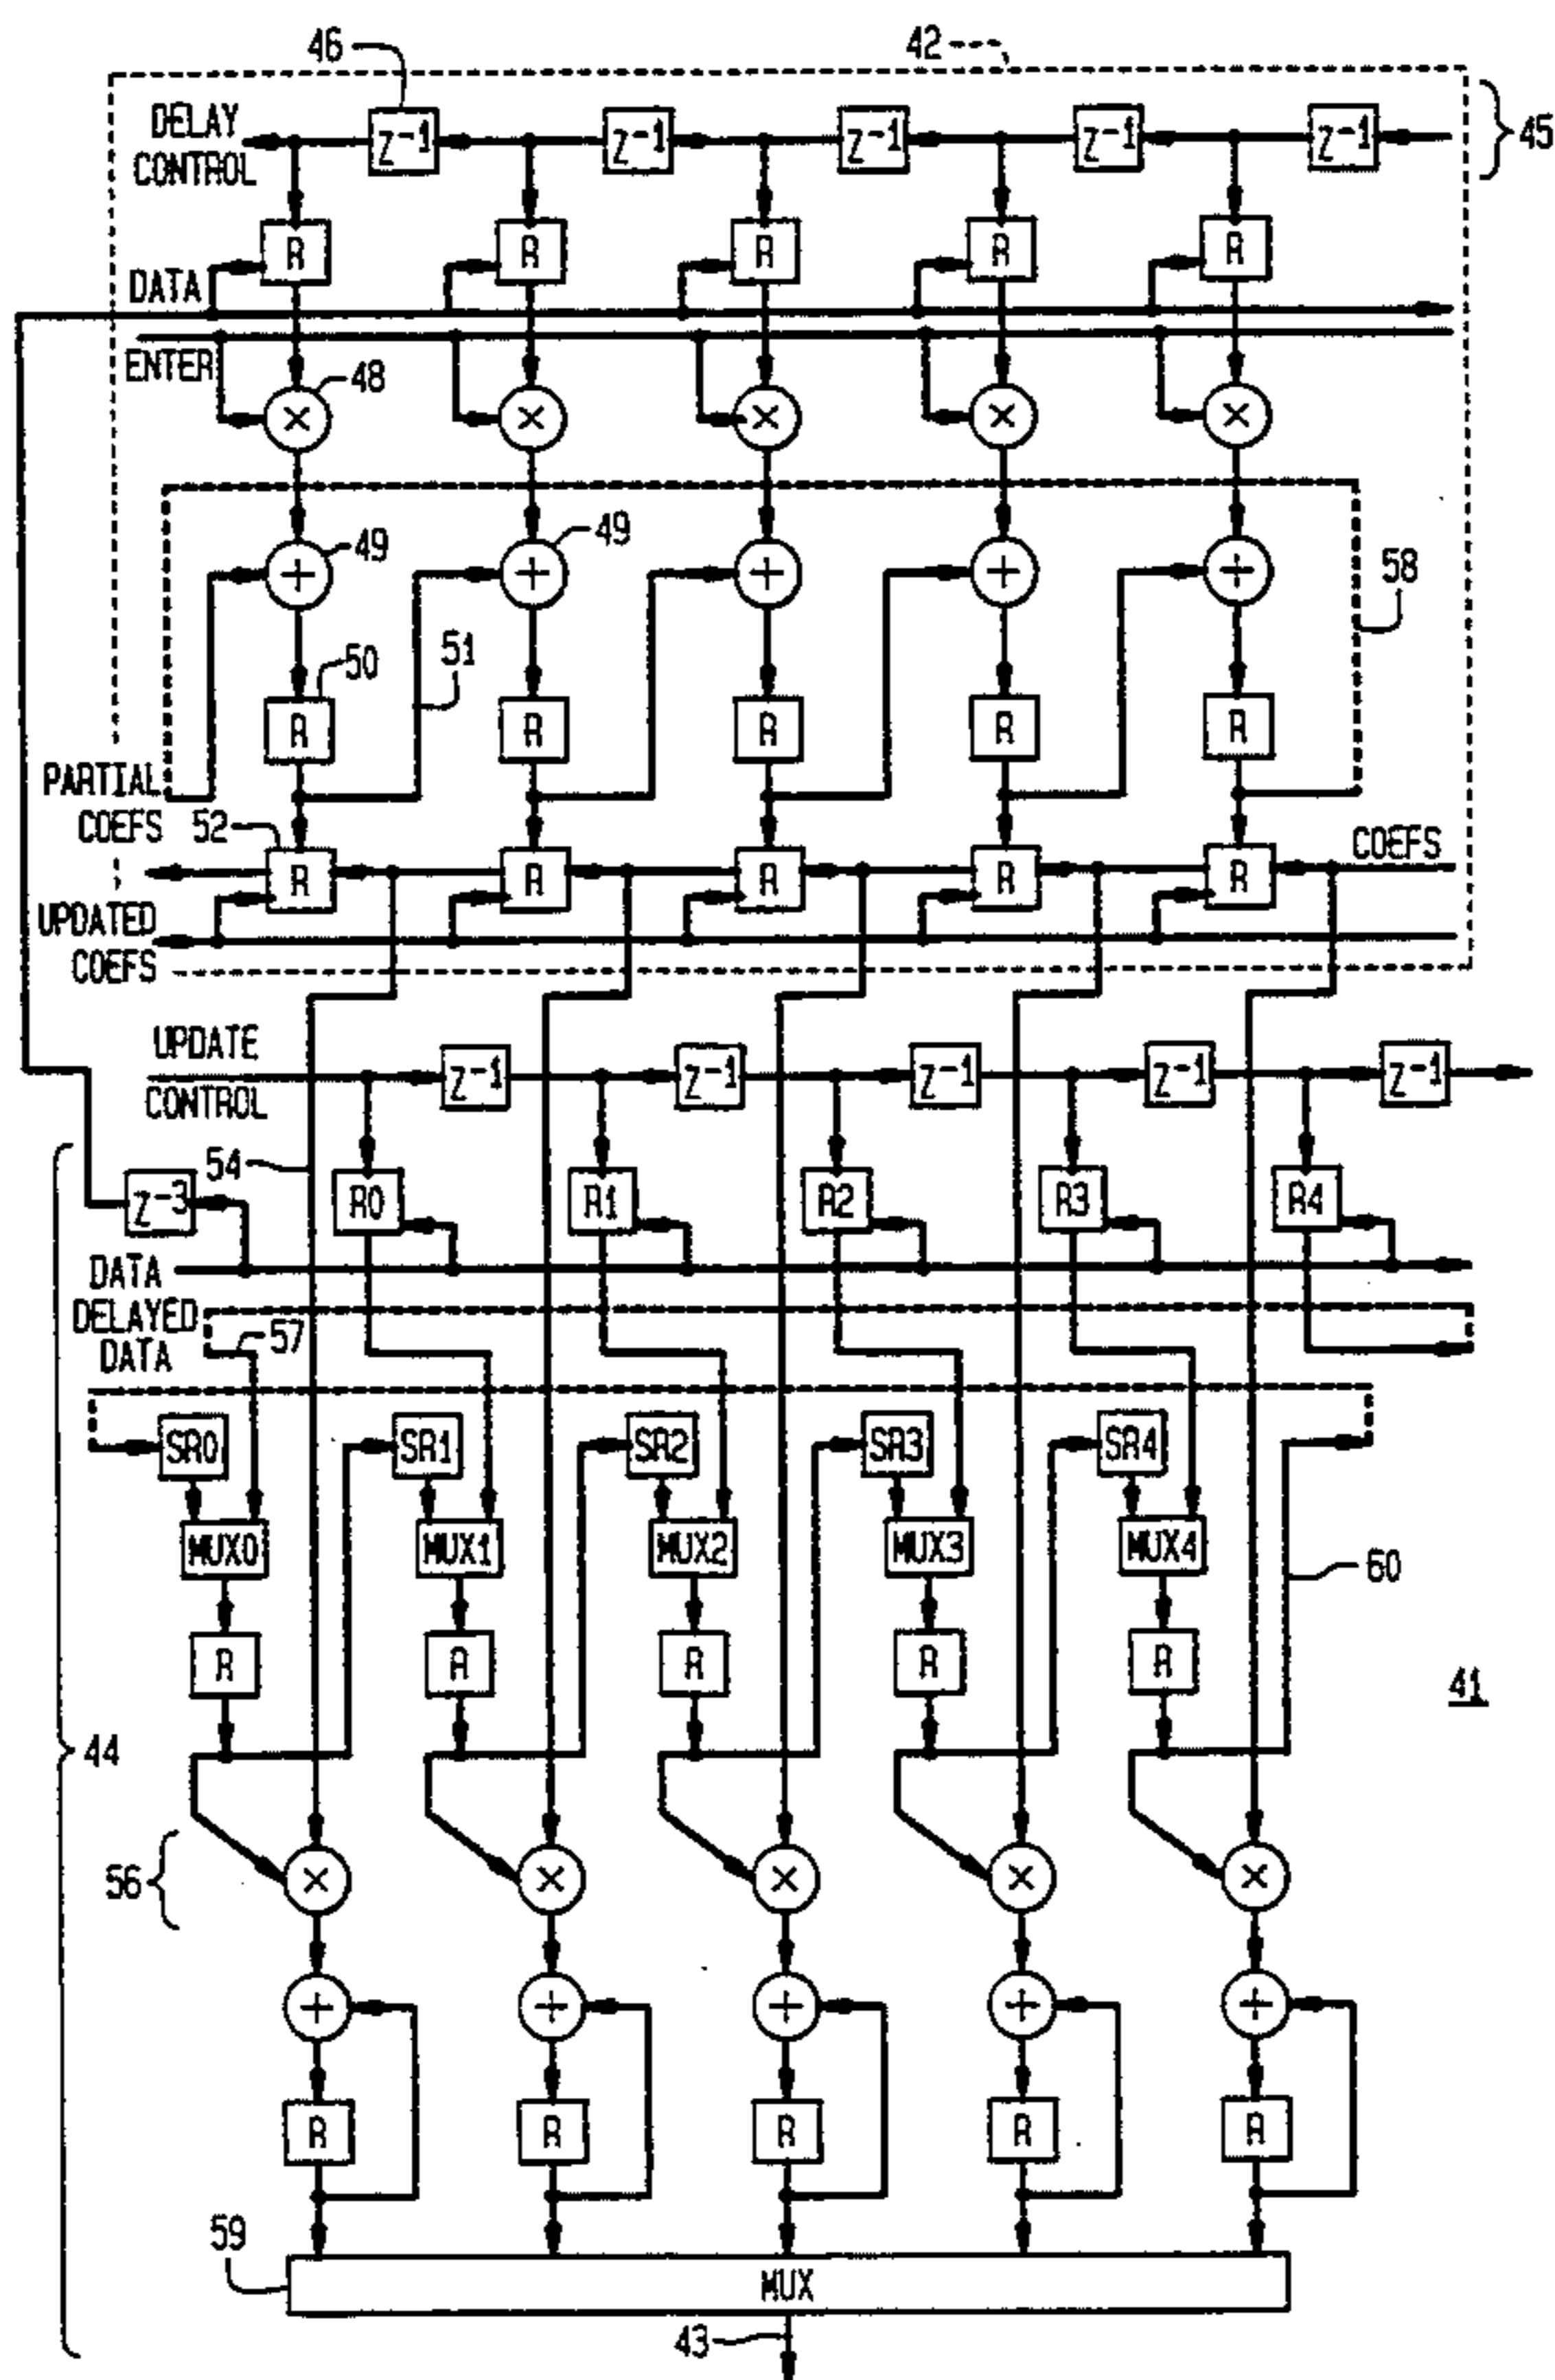 46 42
DELAY CONTROL Z-1 Z-1 Z-1 Z-1 Z-1 45
R R R R R
DATA
ENTER
× 48 × × × ×
+ 49 + 49 + + +
58
50 51
R R R R R
PARTIAL COEFS
52
R R R R R COEFS
UPDATED COEFS
UPDATE CONTROL Z-1 Z-1 Z-1 Z-1 Z-1
54
Z-3 R0 R1 R2 R3 R4
DATA
DELAYED DATA 57
SR0 SR1 SR2 SR3 SR4
MUX0 MUX1 MUX2 MUX3 MUX4
60
R R R R R
41
44
56 × × × × ×
+ + + + +
R R R R R
59
MUX
43